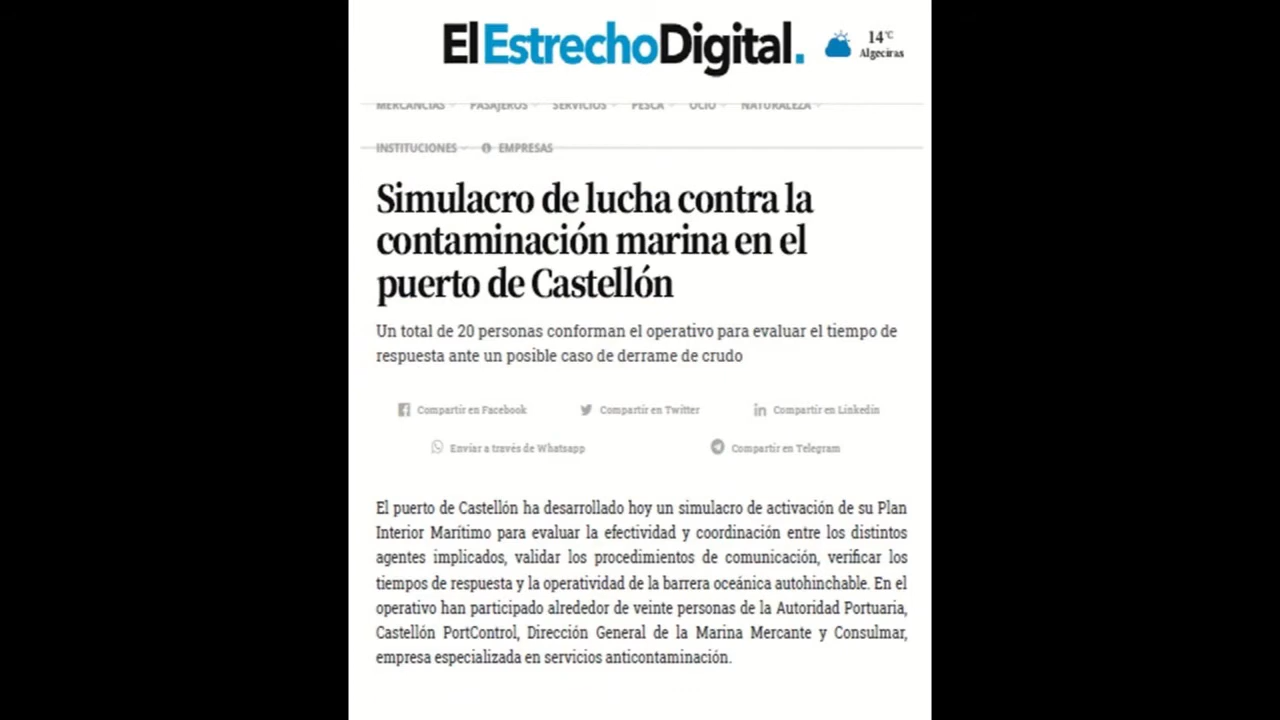 ElEstrechoDigital.
14°C
Algeciras
MERCANCIAS PASAJEROS SERVICIOS PESCA OCIO NATURALEZA
INSTITUCIONES EMPRESAS
Simulacro de lucha contra la
contaminación marina en el
puerto de Castellón
Un total de 20 personas conforman el operativo para evaluar el tiempo de
respuesta ante un posible caso de derrame de crudo
Compartir en Facebook Compartir en Twitter Compartir en Linkedin
Enviar a través de Whatsapp Compartir en Telegram
El puerto de Castellón ha desarrollado hoy un simulacro de activación de su Plan
Interior Marítimo para evaluar la efectividad y coordinación entre los distintos
agentes implicados, validar los procedimientos de comunicación, verificar los
tiempos de respuesta y la operatividad de la barrera oceánica autohinchable. En el
operativo han participado alrededor de veinte personas de la Autoridad Portuaria,
Castellón PortControl, Dirección General de la Marina Mercante y Consulmar,
empresa especializada en servicios anticontaminación.